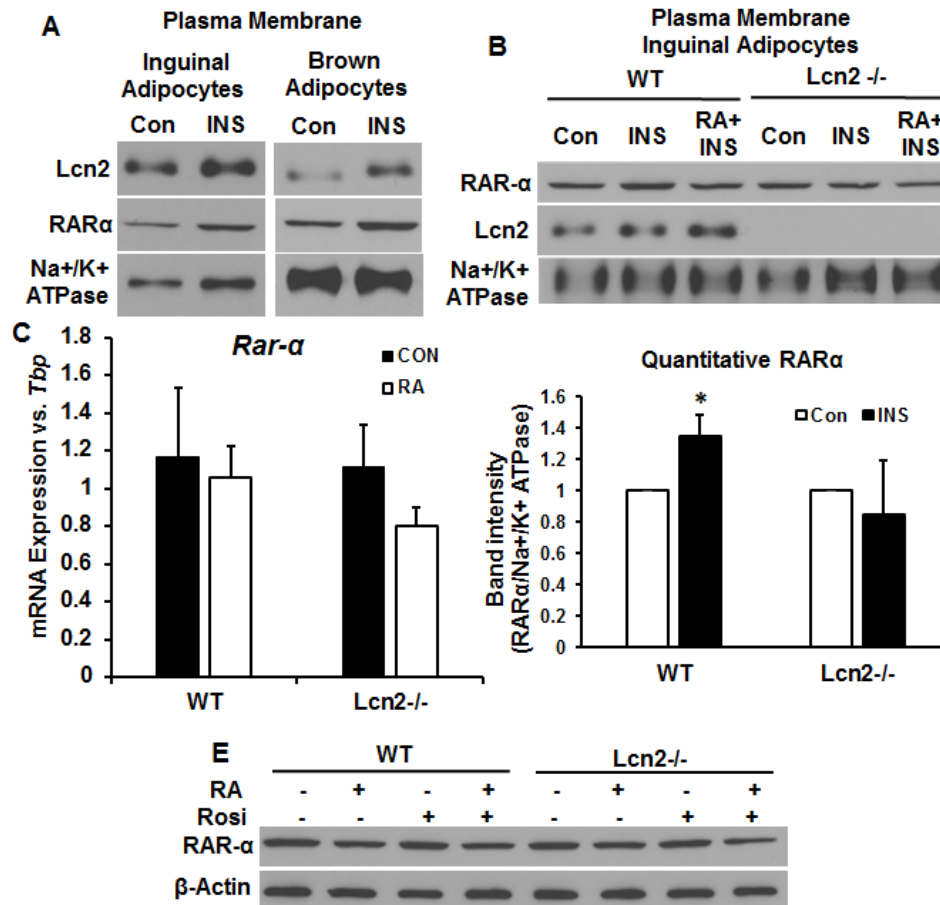 A
Plasma Membrane
Inguinal Adipocytes
Brown Adipocytes
Con INS Con INS
Lcn2
RARα
Na+/K+ ATPase
B
Plasma Membrane
Inguinal Adipocytes
WT Lcn2 -/-
Con INS RA+ INS Con INS RA+ INS
RAR-α
Lcn2
Na+/K+ ATPase
C
Rar-α
CON
RA
mRNA Expression vs. Tbp
1.8
1.6
1.4
1.2
1
0.8
0.6
0.4
0.2
0
WT Lcn2-/-
Quantitative RARα
*
Con INS
Band intensity
(RARα/Na+/K+ ATPase)
1.6
1.4
1.2
1
0.8
0.6
0.4
0.2
0
WT Lcn2-/-
E
WT Lcn2-/-
RA - + - + - + - +
Rosi - - + + - - + +
RAR-α
β-Actin